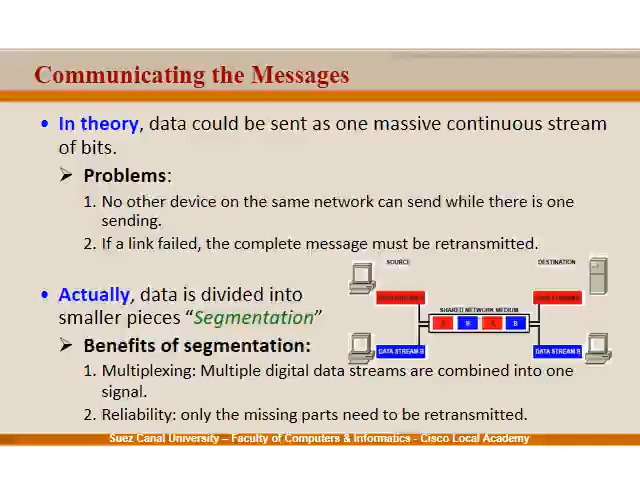 Communicating the Messages
• In theory, data could be sent as one massive continuous stream
of bits.
➢ Problems:
1. No other device on the same network can send while there is one
sending.
2. If a link failed, the complete message must be retransmitted.
SOURCE
DESTINATION
• Actually, data is divided into
smaller pieces “Segmentation”
SHARED NETWORK MEDIUM
DATA STREAM B
DATA STREAM B
➢ Benefits of segmentation:
1. Multiplexing: Multiple digital data streams are combined into one
signal.
2. Reliability: only the missing parts need to be retransmitted.
Suez Canal University – Faculty of Computers & Informatics - Cisco Local Academy